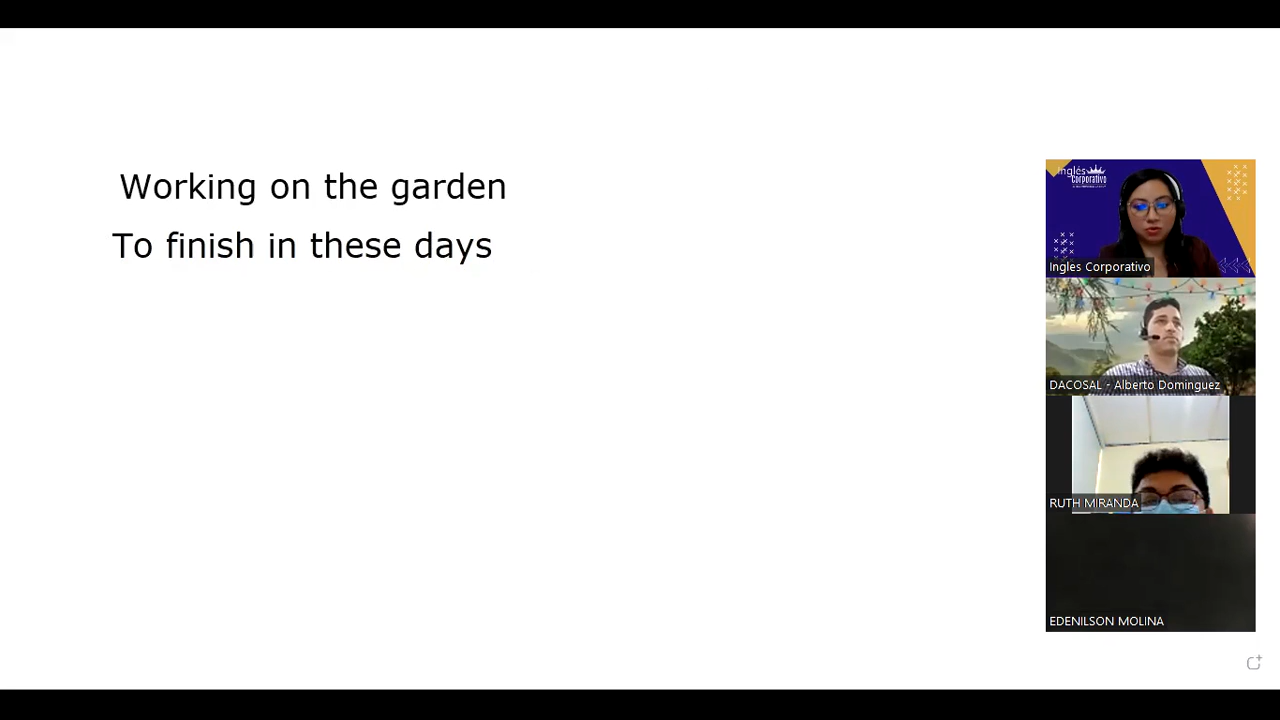 Working on the garden
To finish in these days
Inglés
Corporativo
Ingles Corporativo
DACOSAL - Alberto Dominguez
RUTH MIRANDA
EDENILSON MOLINA